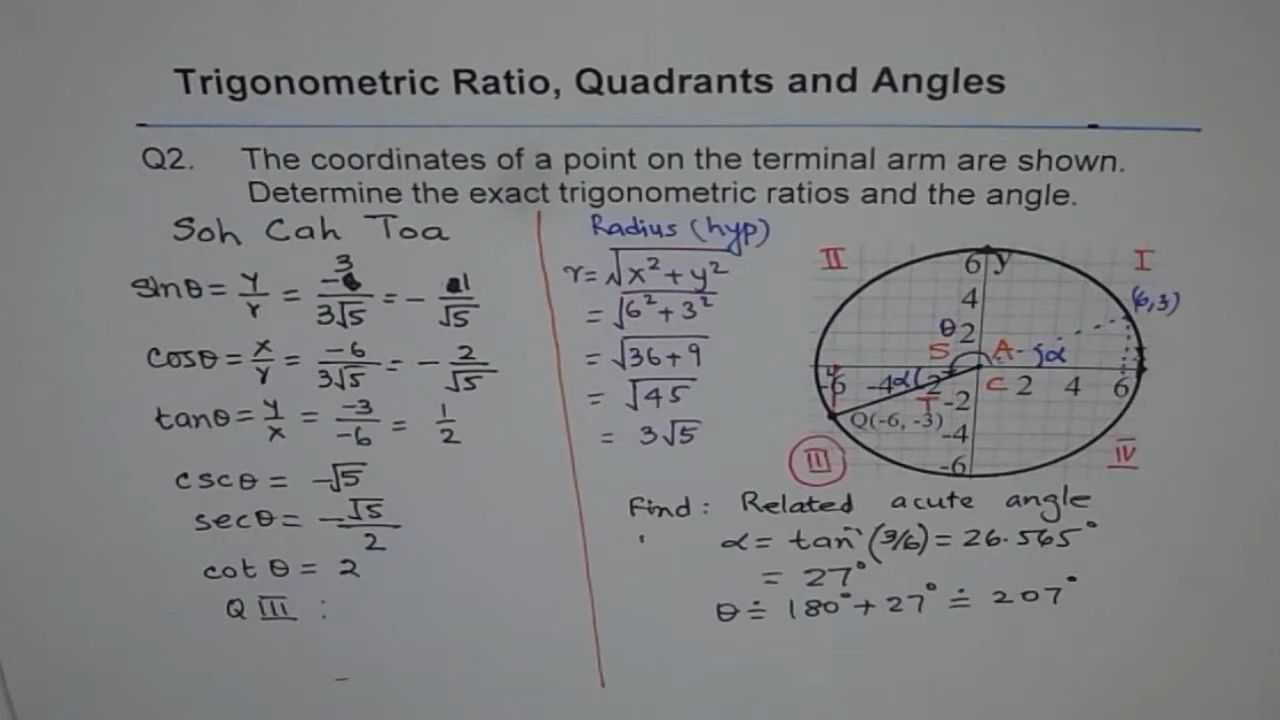 Trigonometric Ratio, Quadrants and Angles
Q2. The coordinates of a point on the terminal arm are shown.
Determine the exact trigonometric ratios and the angle.
Soh Cah Toa
sinθ = y/r = -3/3√5 = - 1/√5
cosθ = x/r = -6/3√5 = - 2/√5
tanθ = y/x = -3/-6 = 1/2
cscθ = -√5
secθ = -√5/2
cot θ = 2
Q III :
Radius (hyp)
r = √x² + y²
= √6² + 3²
= √36 + 9
= √45
= 3√5
II
I
6 y
4
(6,3)
θ 2
S A α
-6 -4 α -2 C 2 4 6
T -2
Q(-6, -3)
-4
III
IV
-6
Find : Related acute angle
α = tan⁻¹ (3/6) = 26.565°
= 27°
θ ≐ 180° + 27° ≐ 207°